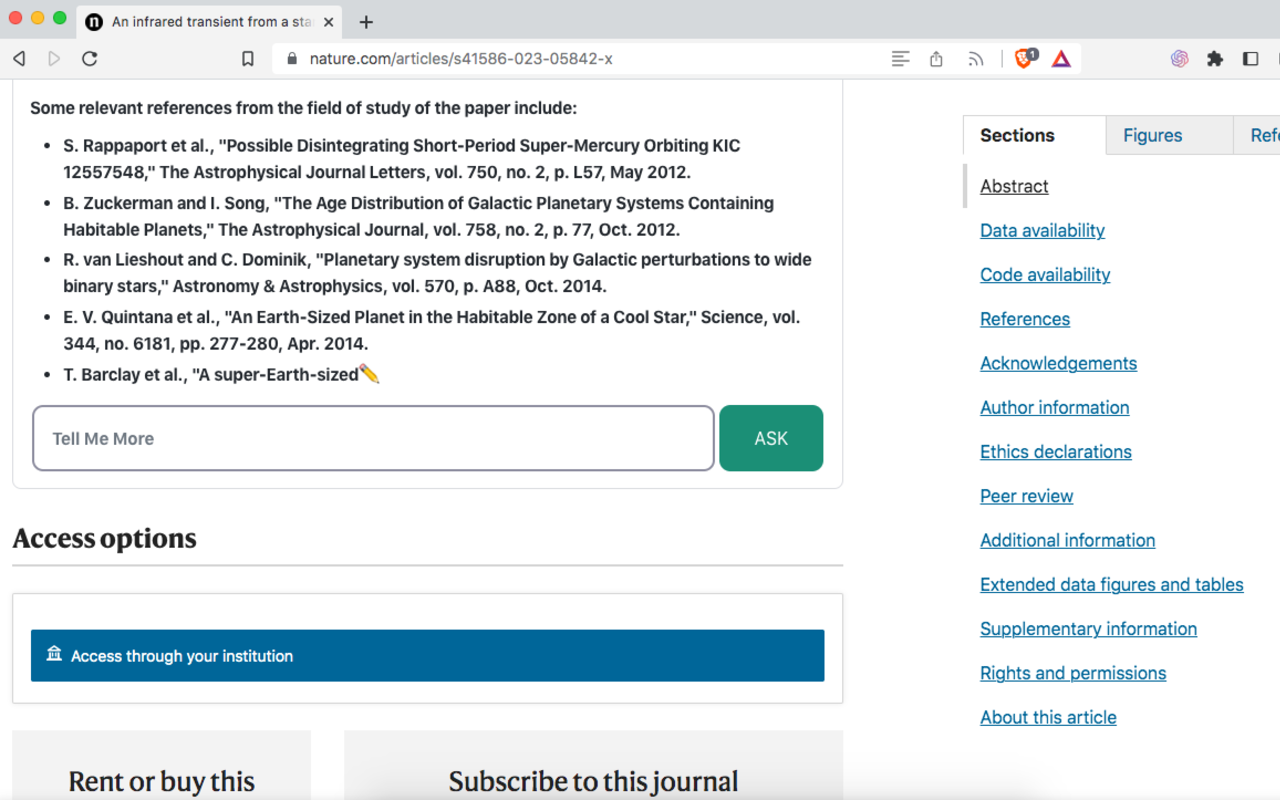 An infrared transient from a sta
nature.com/articles/s41586-023-05842-x
1
Some relevant references from the field of study of the paper include:
• S. Rappaport et al., "Possible Disintegrating Short-Period Super-Mercury Orbiting KIC
12557548," The Astrophysical Journal Letters, vol. 750, no. 2, p. L57, May 2012.
• B. Zuckerman and I. Song, "The Age Distribution of Galactic Planetary Systems Containing
Habitable Planets," The Astrophysical Journal, vol. 758, no. 2, p. 77, Oct. 2012.
• R. van Lieshout and C. Dominik, "Planetary system disruption by Galactic perturbations to wide
binary stars," Astronomy & Astrophysics, vol. 570, p. A88, Oct. 2014.
• E. V. Quintana et al., "An Earth-Sized Planet in the Habitable Zone of a Cool Star," Science, vol.
344, no. 6181, pp. 277-280, Apr. 2014.
• T. Barclay et al., "A super-Earth-sized✏️
Tell Me More
ASK
Access options
Access through your institution
Rent or buy this
Subscribe to this journal
Sections
Figures
Refe
Abstract
Data availability
Code availability
References
Acknowledgements
Author information
Ethics declarations
Peer review
Additional information
Extended data figures and tables
Supplementary information
Rights and permissions
About this article